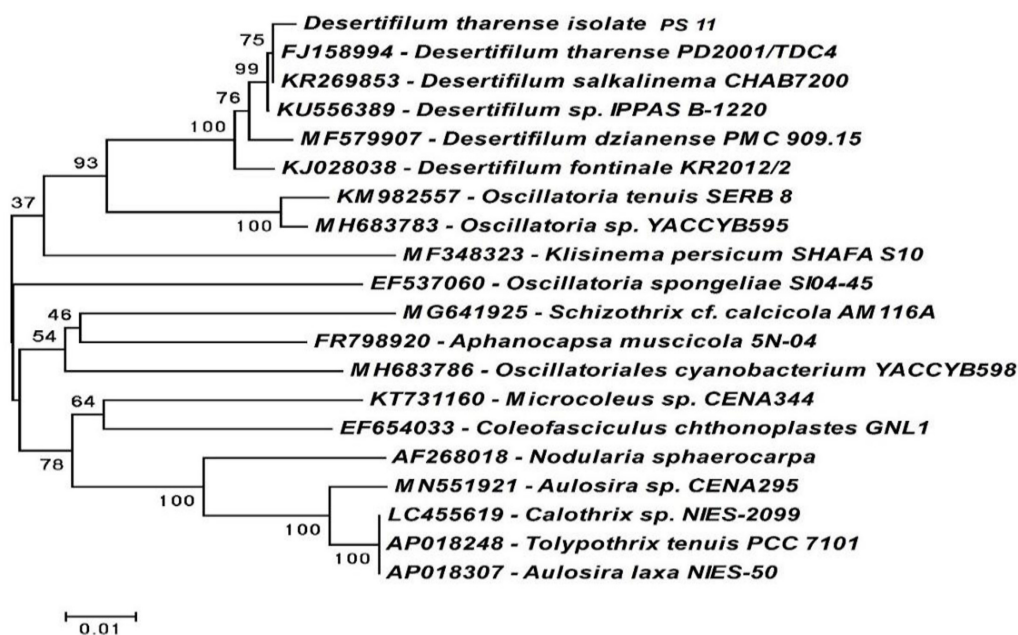 Desertifilum tharense isolate PS 11
75
FJ158994 - Desertifilum tharense PD2001/TDC4
99
KR269853 - Desertifilum salkalinema CHAB7200
76
KU556389 - Desertifilum sp. IPPAS B-1220
100
MF579907 - Desertifilum dzianense PMC 909.15
93
KJ028038 - Desertifilum fontinale KR2012/2
37
KM982557 - Oscillatoria tenuis SERB 8
100
MH683783 - Oscillatoria sp. YACCYB595
MF348323 - Klisinema persicum SHAFA S10
EF537060 - Oscillatoria spongeliae SI04-45
46
MG641925 - Schizothrix cf. calcicola AM116A
54
FR798920 - Aphanocapsa muscicola 5N-04
MH683786 - Oscillatoriales cyanobacterium YACCYB598
64
KT731160 - Microcoleus sp. CENA344
EF654033 - Coleofasciculus chthonoplastes GNL1
78
AF268018 - Nodularia sphaerocarpa
100
MN551921 - Aulosira sp. CENA295
100
LC455619 - Calothrix sp. NIES-2099
100
AP018248 - Tolypothrix tenuis PCC 7101
AP018307 - Aulosira laxa NIES-50
0.01